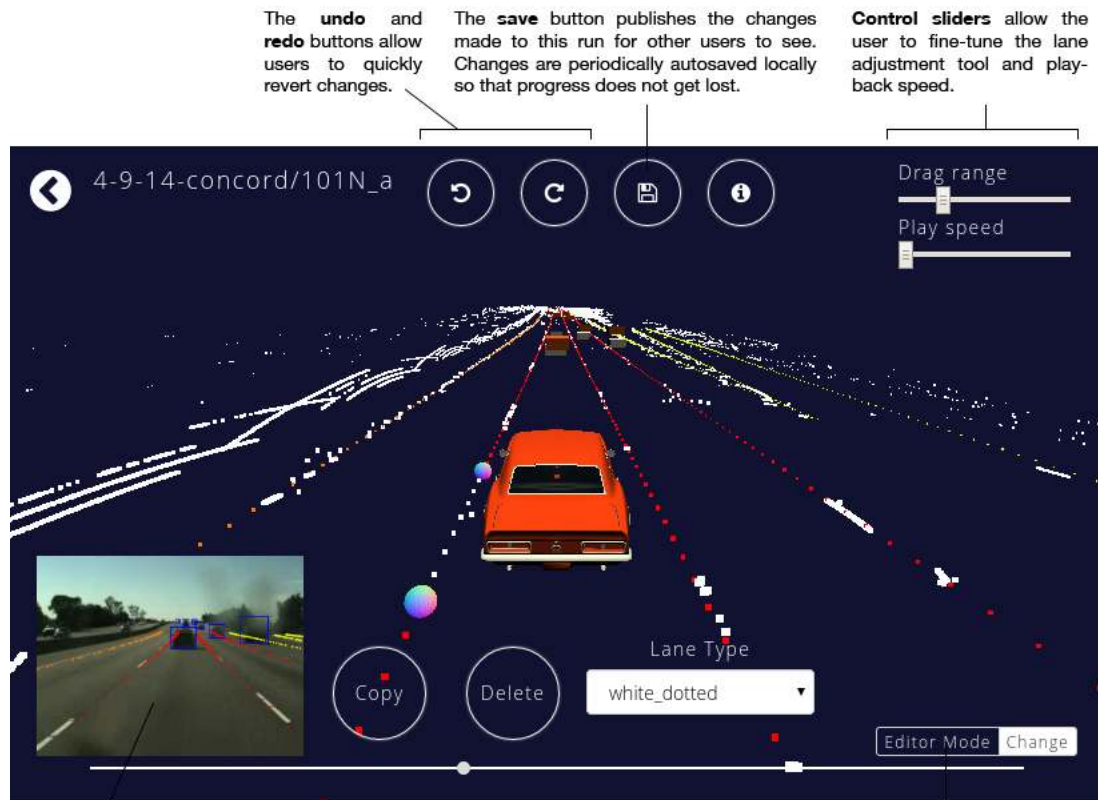 The undo and
redo buttons allow
users to quickly
revert changes.
The save button publishes the changes
made to this run for other users to see.
Changes are periodically autosaved locally
so that progress does not get lost.
Control sliders allow the
user to fine-tune the lane
adjustment tool and play-
back speed.
4-9-14-concord/101N_a
Drag range
Play speed
Lane Type
Copy
Delete
white_dotted
Editor Mode
Change